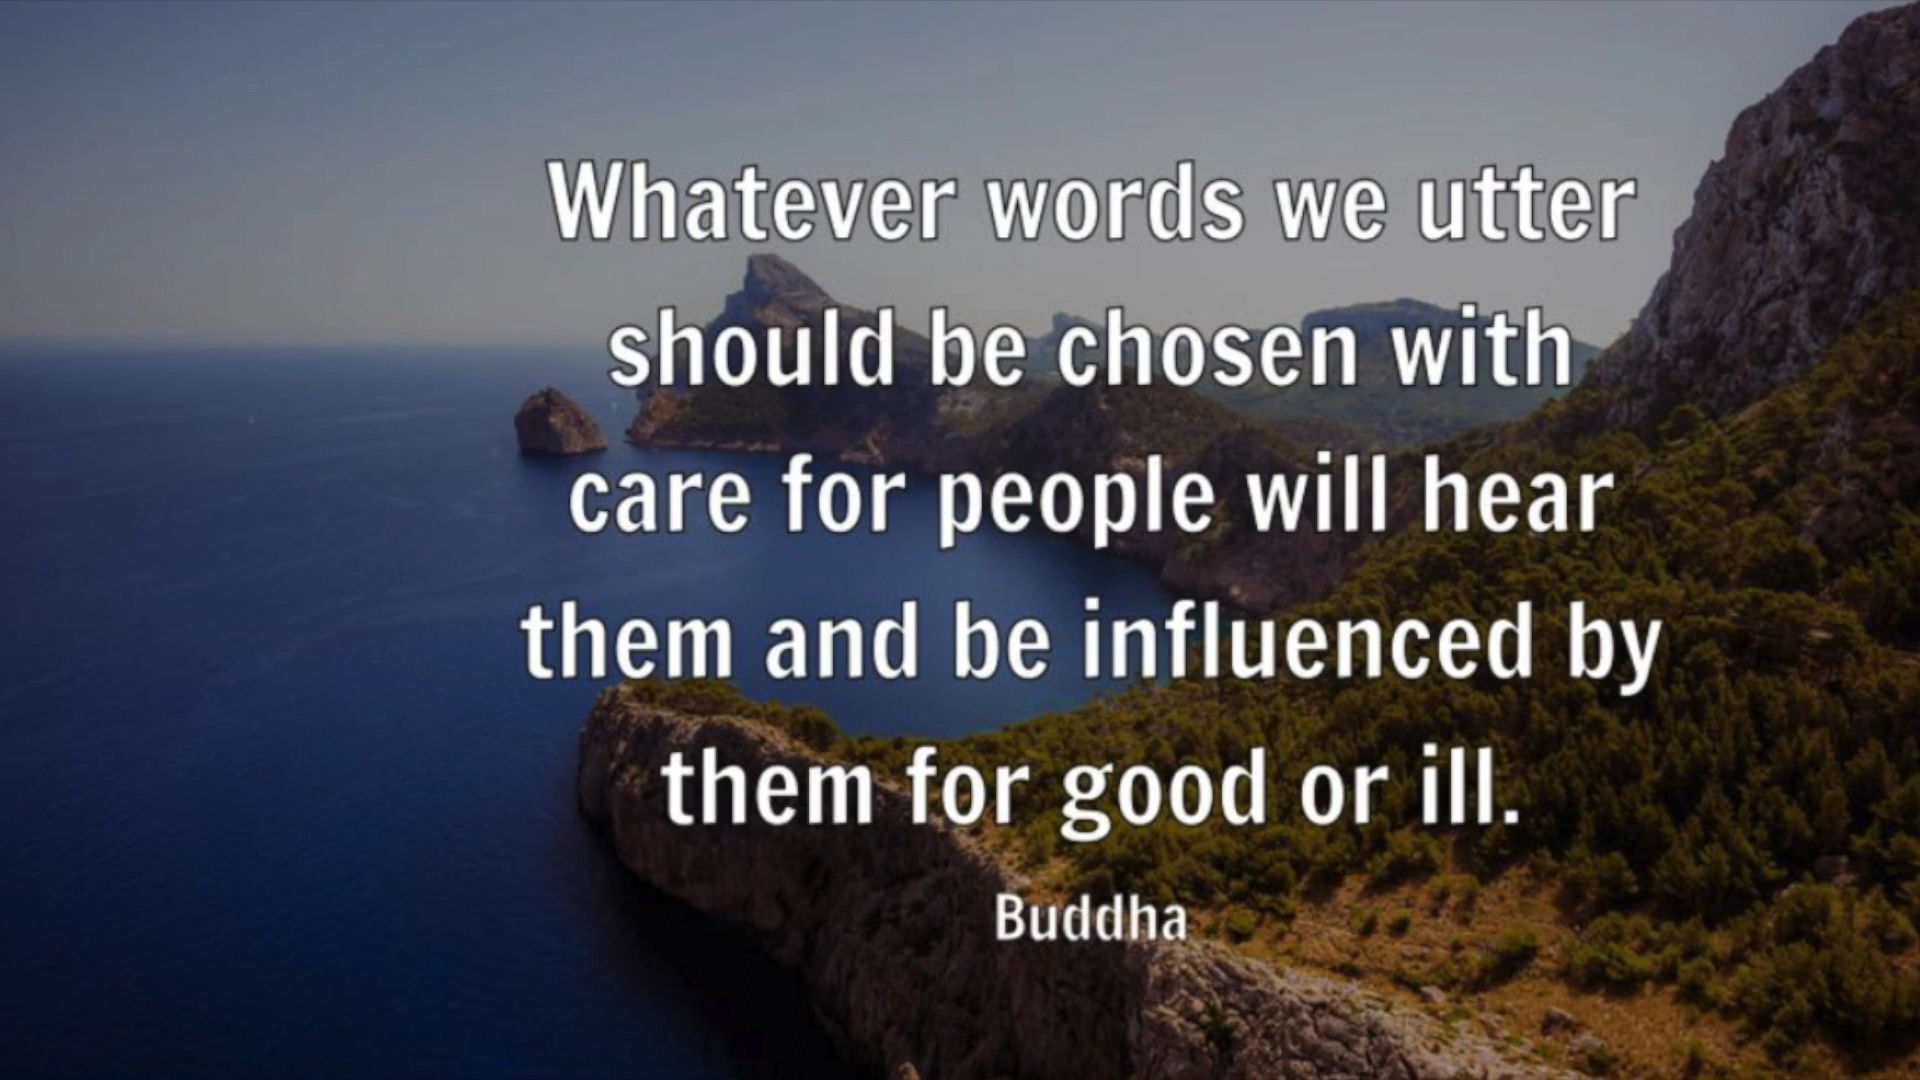 Whatever words we utter
should be chosen with
care for people will hear
them and be influenced by
them for good or ill.
Buddha